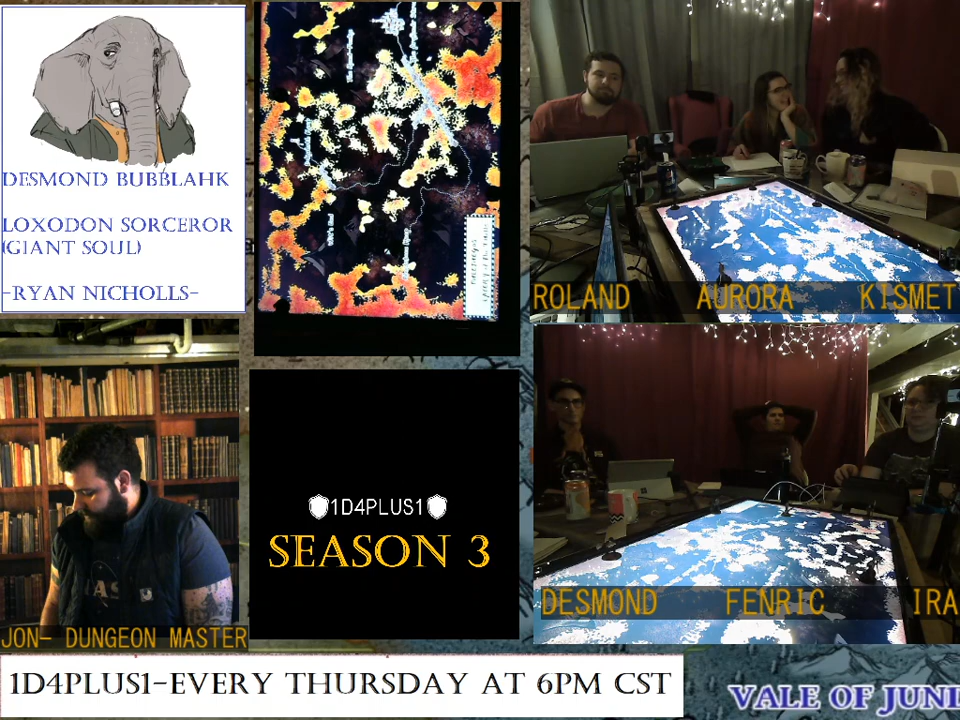 DESMOND BUBBLAHK
LOXODON SORCEROR
(GIANT SOUL)
-RYAN NICHOLLS-
ROLAND AURORA KISMET
1D4PLUS1
SEASON 3
DESMOND FENRIC IRA
JON- DUNGEON MASTER
1D4PLUS1-EVERY THURSDAY AT 6PM CST
VALE OF JUNI